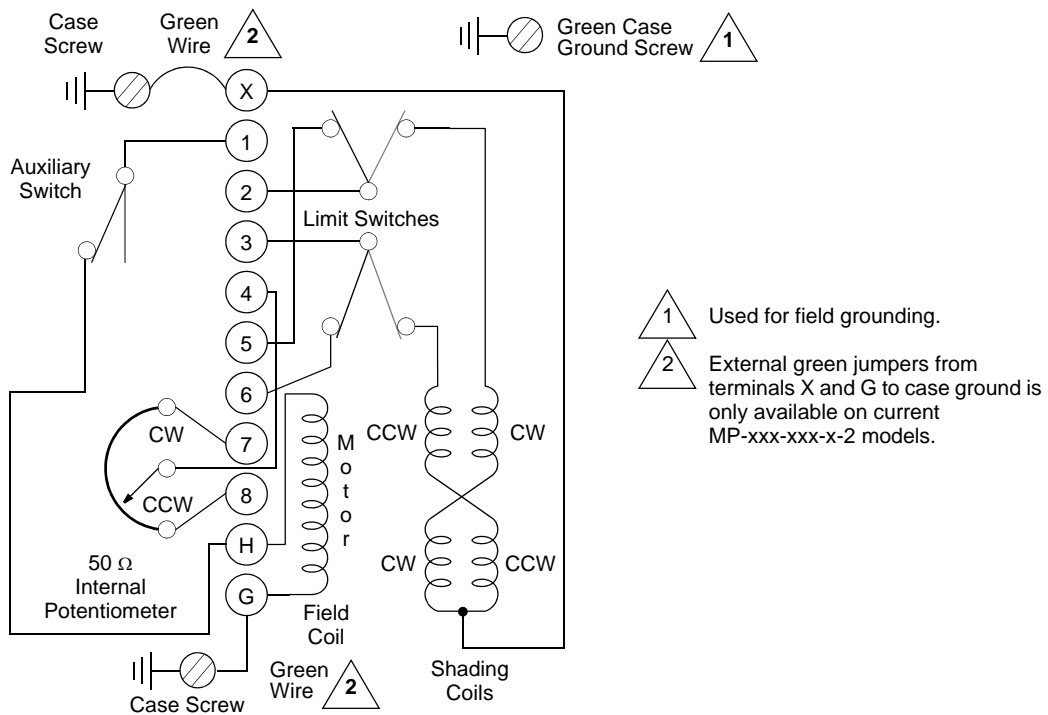 Case
Screw
Green
Wire
2
Green Case
Ground Screw
1
X
1
2
3
4
5
6
7
8
H
G
Auxiliary
Switch
Limit Switches
CW
CCW
50 Ω
Internal
Potentiometer
M
o
t
o
r
Field
Coil
CCW
CW
CW
CCW
Shading
Coils
Case Screw
Green
Wire
2
1
Used for field grounding.
2
External green jumpers from
terminals X and G to case ground is
only available on current
MP-xxx-xxx-x-2 models.